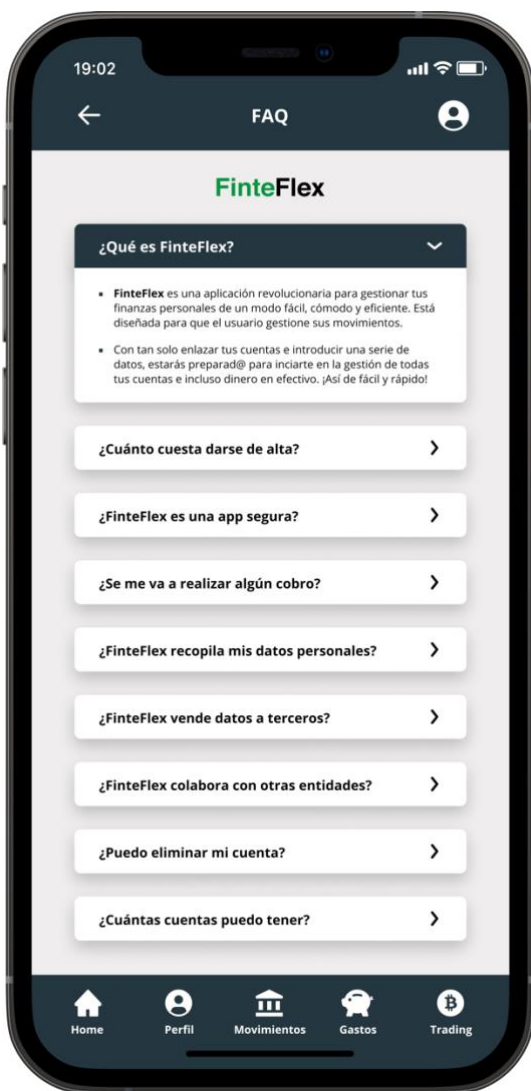 19:02
FAQ
FinteFlex
¿Qué es FinteFlex?
FinteFlex es una aplicación revolucionaria para gestionar tus
finanzas personales de un modo fácil, cómodo y eficiente. Está
diseñada para que el usuario gestione sus movimientos.
Con tan solo enlazar tus cuentas e introducir una serie de
datos, estarás preparad@ para inciarte en la gestión de todas
tus cuentas e incluso dinero en efectivo. ¡Así de fácil y rápido!
¿Cuánto cuesta darse de alta?
¿FinteFlex es una app segura?
¿Se me va a realizar algún cobro?
¿FinteFlex recopila mis datos personales?
¿FinteFlex vende datos a terceros?
¿FinteFlex colabora con otras entidades?
¿Puedo eliminar mi cuenta?
¿Cuántas cuentas puedo tener?
Home Perfil Movimientos Gastos Trading